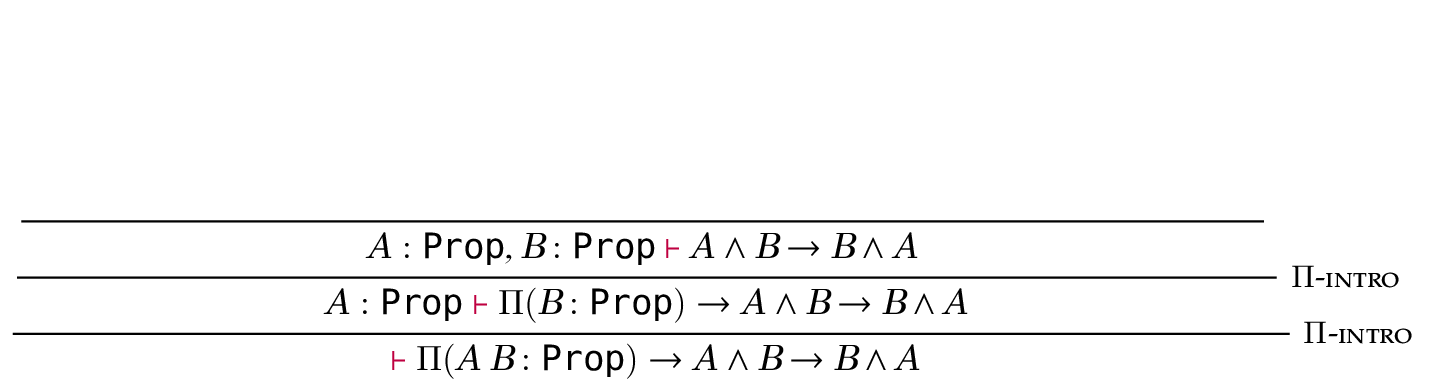 A : Prop, B : Prop ⊢ A ∧ B → B ∧ A
Π-INTRO
A : Prop ⊢ Π(B : Prop) → A ∧ B → B ∧ A
Π-INTRO
⊢ Π(A B : Prop) → A ∧ B → B ∧ A